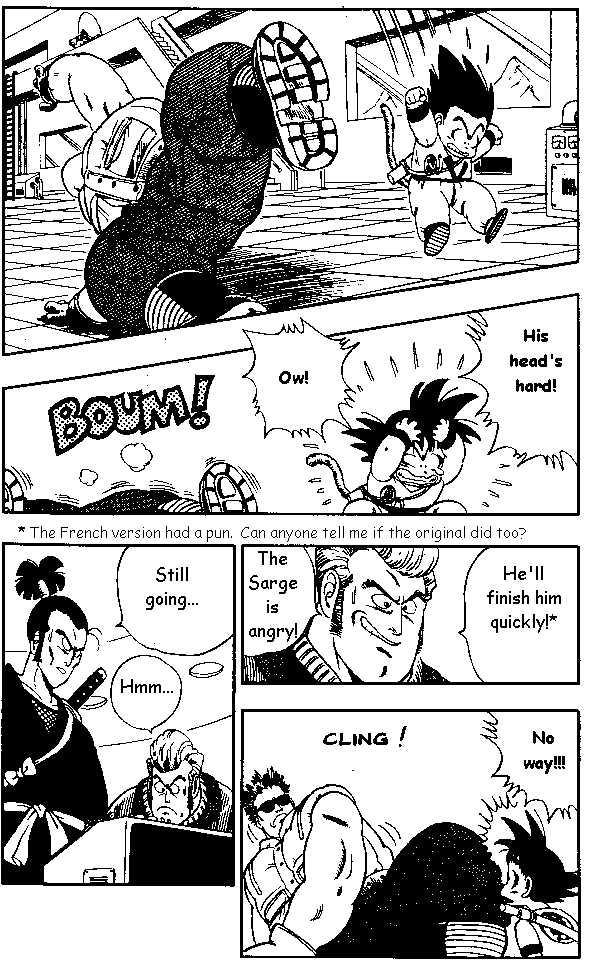 Ow!
His
head's
hard!
BOUM!
* The French version had a pun. Can anyone tell me if the original did too?
Still
going...
Hmm...
The
Sarge
is
angry!
He'll
finish him
quickly!*
CLING !
No
way!!!